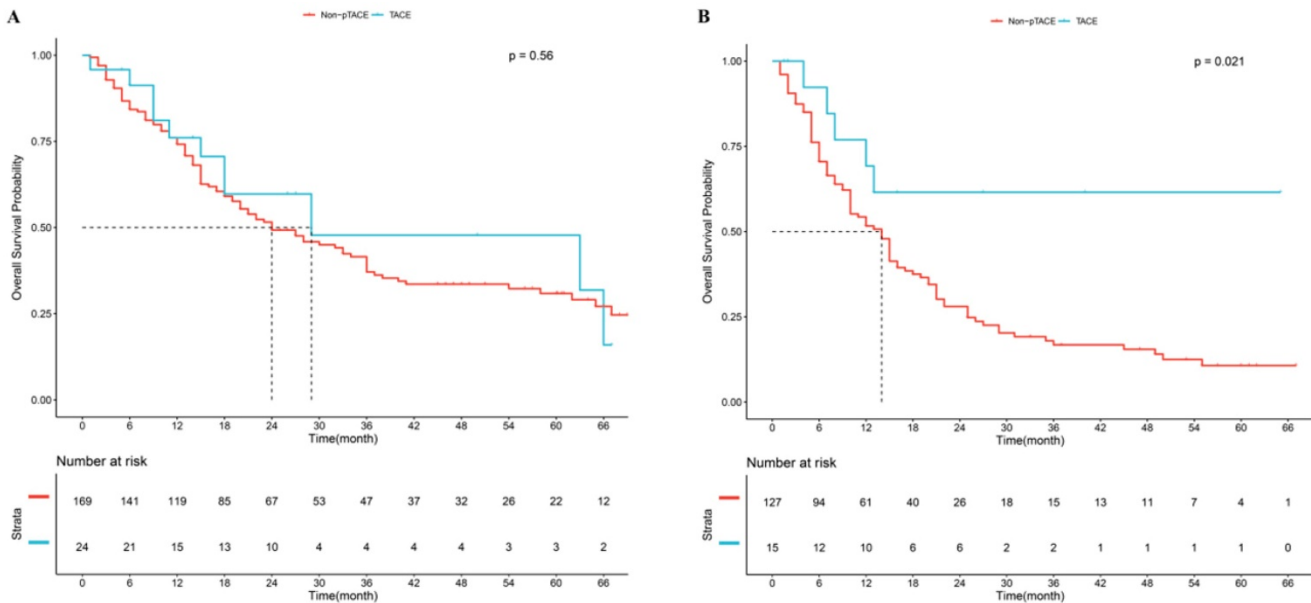 A
Non-pTACE TACE
1.00
0.75
0.50
0.25
0.00
Overall Survival Probability
p = 0.56
0 6 12 18 24 30 36 42 48 54 60 66
Time(month)
Number at risk
Strata
169 141 119 85 67 53 47 37 32 26 22 12
24 21 15 13 10 4 4 4 4 3 3 2
0 6 12 18 24 30 36 42 48 54 60 66
Time(month)
B
Non-pTACE TACE
1.00
0.75
0.50
0.25
0.00
Overall Survival Probability
p = 0.021
0 6 12 18 24 30 36 42 48 54 60 66
Time(month)
Number at risk
Strata
127 94 61 40 26 18 15 13 11 7 4 1
15 12 10 6 6 2 2 1 1 1 1 0
0 6 12 18 24 30 36 42 48 54 60 66
Time(month)